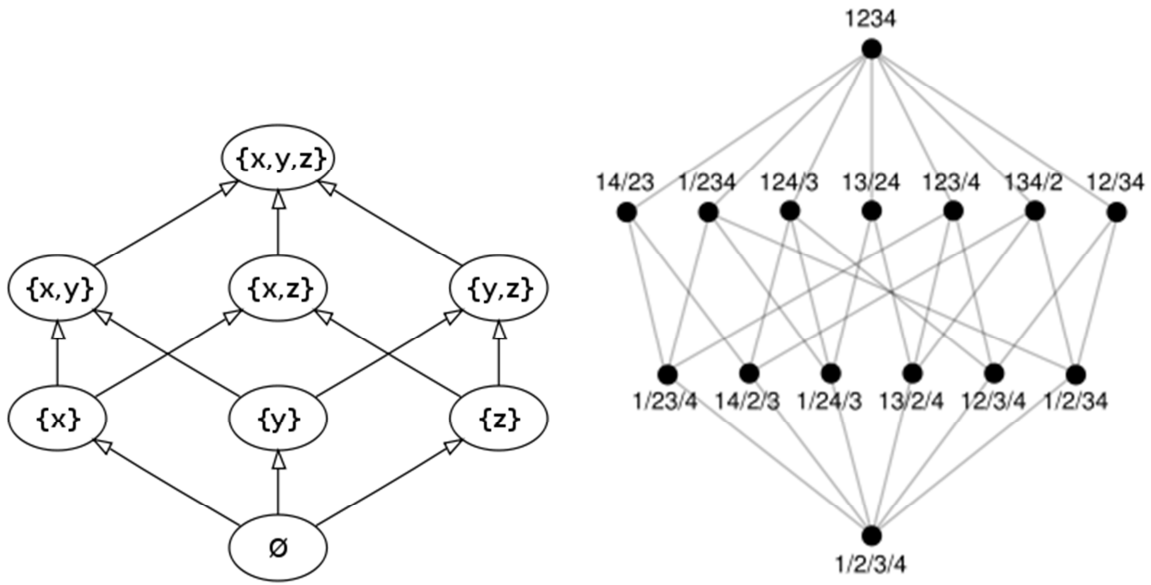 {x,y,z}
{x,y} {x,z} {y,z}
{x} {y} {z}
Ø
1234
14/23 1/234 124/3 13/24 123/4 134/2 12/34
1/23/4 14/2/3 1/24/3 13/2/4 12/3/4 1/2/34
1/2/3/4